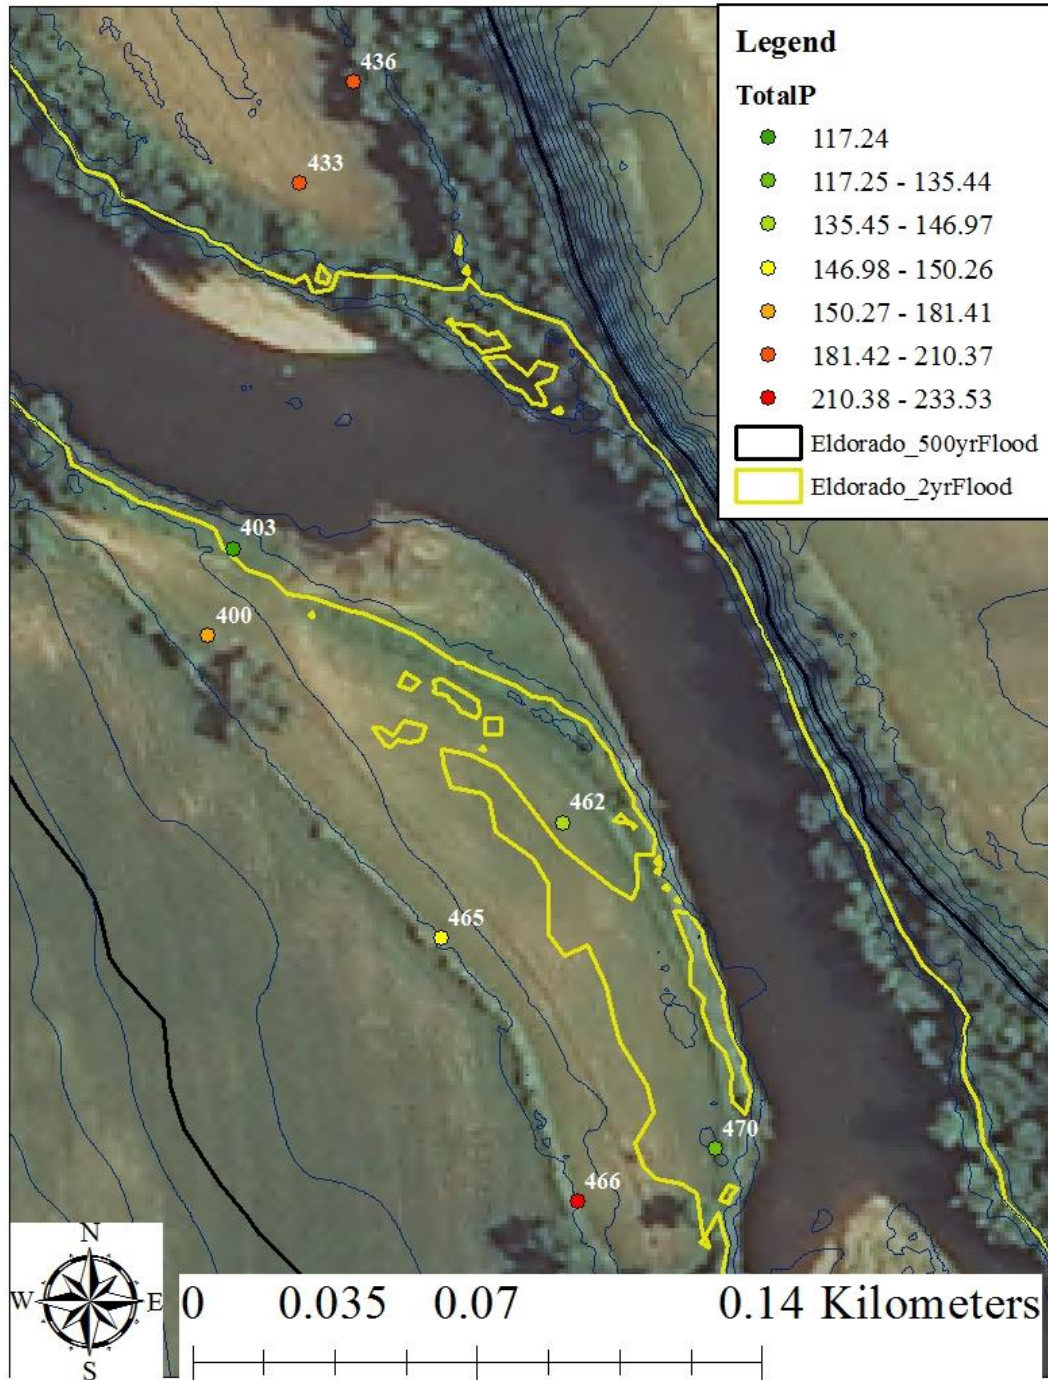 436
433
Legend
TotalP
117.24
117.25 - 135.44
135.45 - 146.97
146.98 - 150.26
150.27 - 181.41
181.42 - 210.37
210.38 - 233.53
Eldorado_500yrFlood
Eldorado_2yrFlood
403
400
462
465
470
466
N
W E
S
0 0.035 0.07 0.14 Kilometers